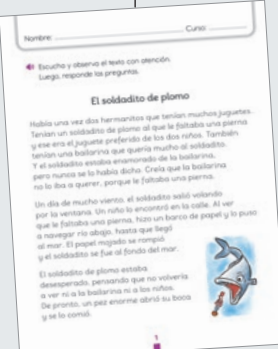 Nombre: Curso:
Escucha y observa el texto con atención.
Luego, responde las preguntas.
El soldadito de plomo
Había una vez dos hermanitos que tenían muchos juguetes.
Tenían un soldadito de plomo al que le faltaba una pierna
y ese era el juguete preferido de los dos niños. También
tenían una bailarina que quería mucho al soldadito.
Y el soldadito estaba enamorado de la bailarina,
pero nunca se lo había dicho. Creía que la bailarina
no lo iba a querer, porque le faltaba una pierna.
Un día de mucho viento, el soldadito salió volando
por la ventana. Un niño lo encontró en la calle. Al ver
que le faltaba una pierna, hizo un barco de papel y lo puso
a navegar río abajo, hasta que llegó
al mar. El papel mojado se rompió
y el soldadito se fue al fondo del mar.
El soldadito de plomo estaba
desesperado, pensando que no volvería
a ver ni a la bailarina ni a los niños.
De pronto, un pez enorme abrió su boca
y se lo comió.
1